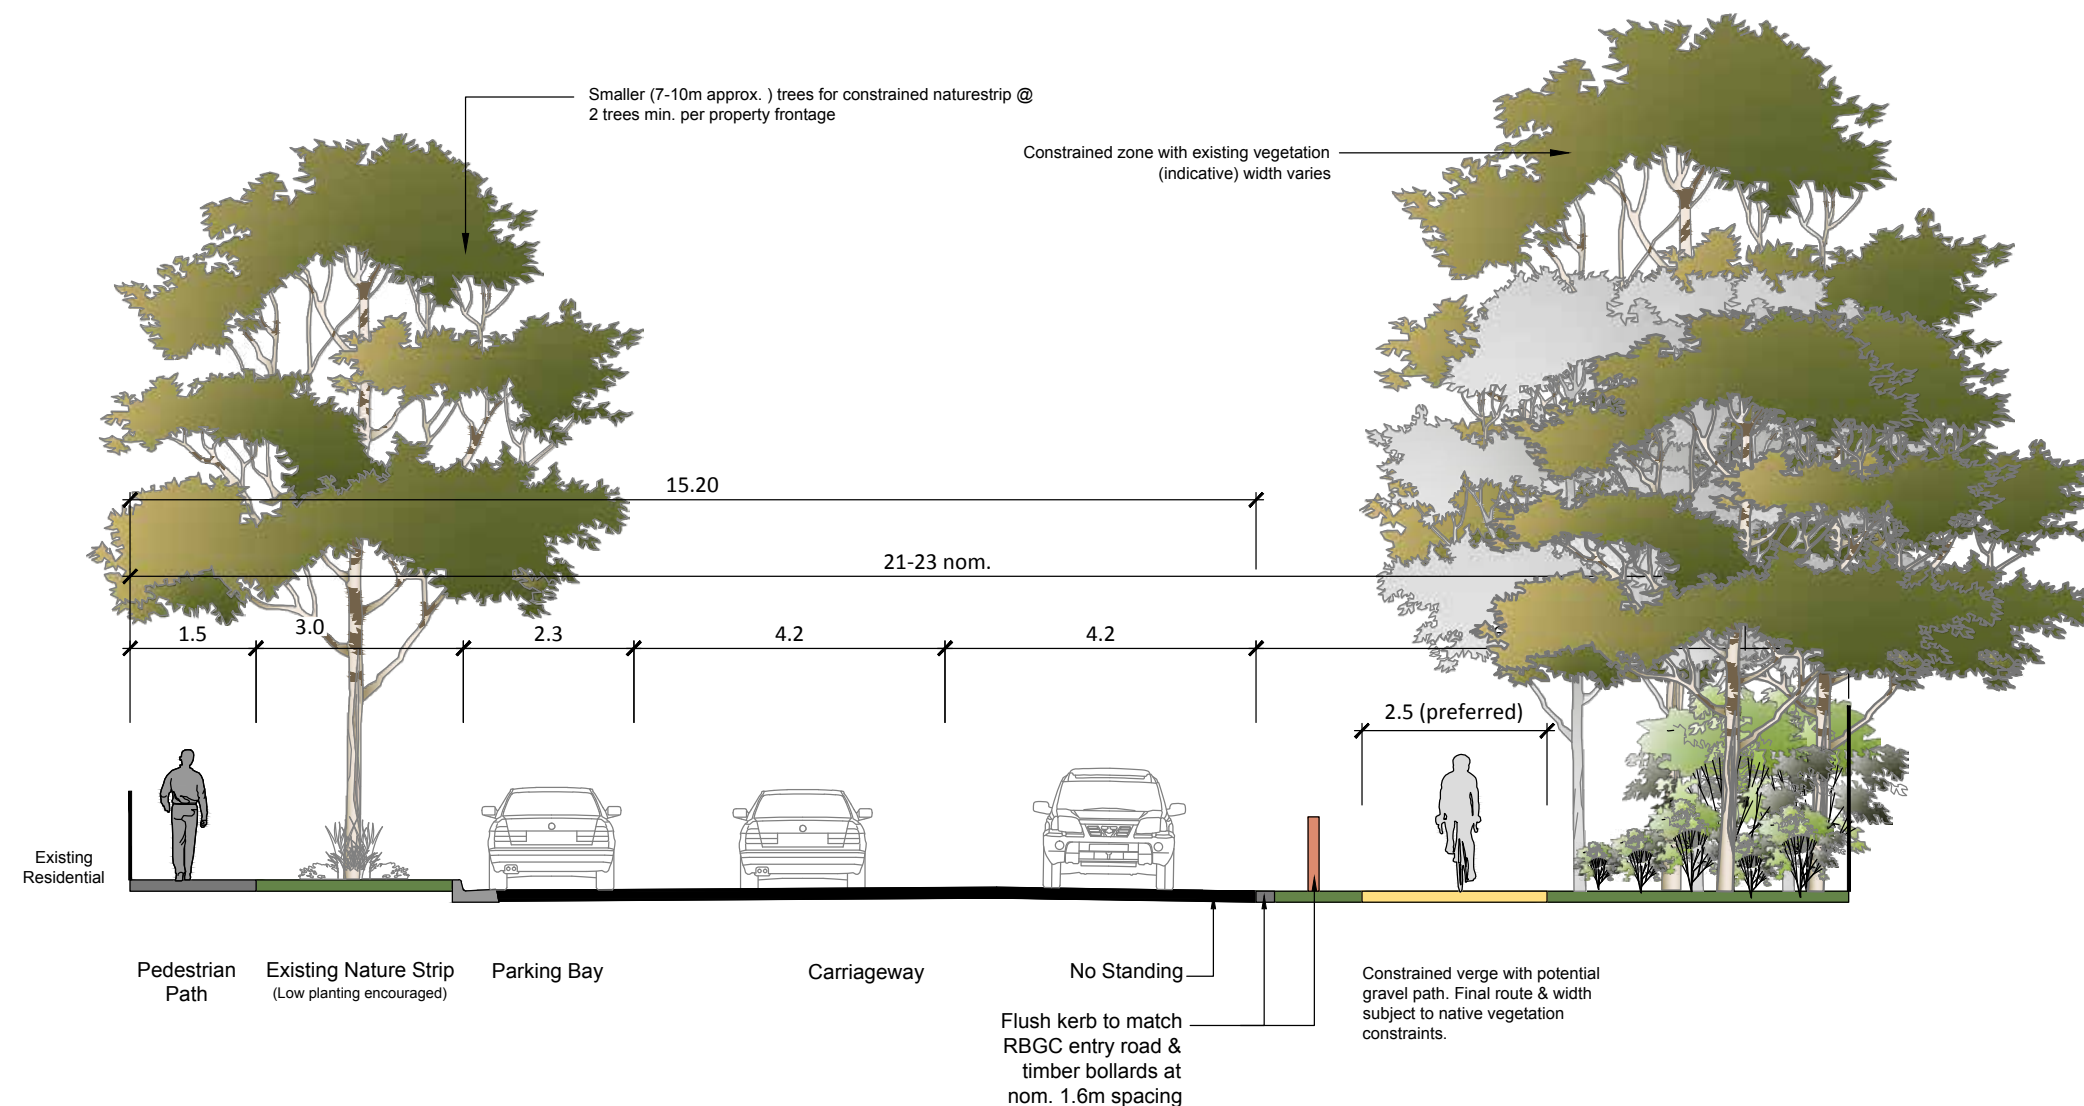 Smaller (7-10m approx. ) trees for constrained naturestrip @
2 trees min. per property frontage
Constrained zone with existing vegetation
(indicative) width varies
15.20
21-23 nom.
1.5
3.0
2.3
4.2
4.2
2.5 (preferred)
Existing
Residential
Pedestrian
Path
Existing Nature Strip
(Low planting encouraged)
Parking Bay
Carriageway
No Standing
Flush kerb to match
RBGC entry road &
timber bollards at
nom. 1.6m spacing
Constrained verge with potential
gravel path. Final route & width
subject to native vegetation
constraints.